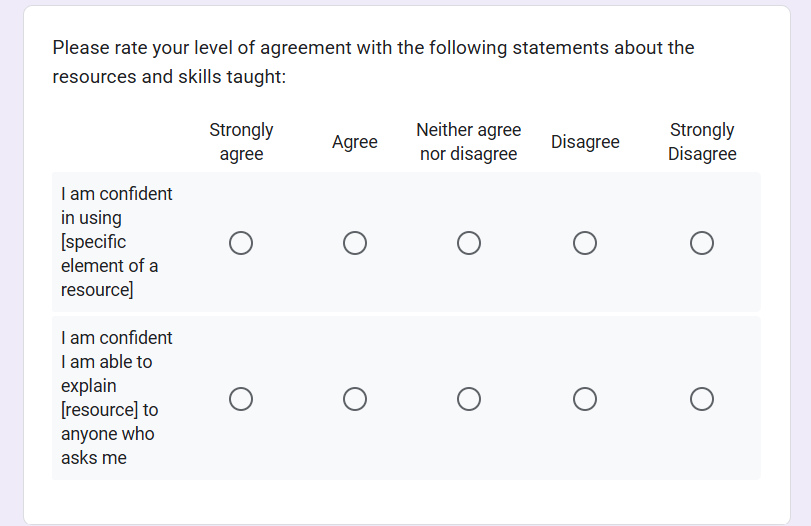 Please rate your level of agreement with the following statements about the
resources and skills taught:
Strongly agree
Agree
Neither agree nor disagree
Disagree
Strongly Disagree
I am confident
in using
[specific
element of a
resource]
I am confident
I am able to
explain
[resource] to
anyone who
asks me